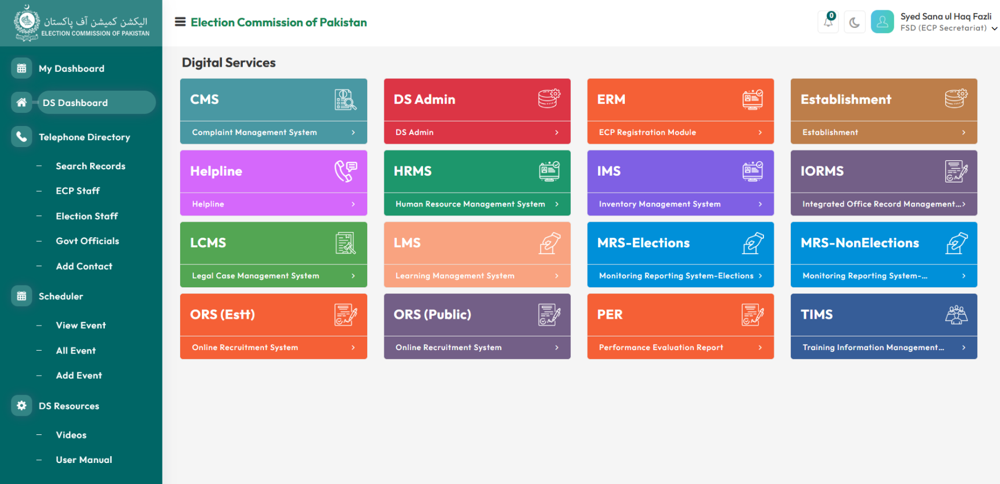 الیکشن کمیشن آف پاکستان
ELECTION COMMISSION OF PAKISTAN
Election Commission of Pakistan
0
Syed Sana ul Haq Fazli
FSD (ECP Secretariat)
My Dashboard
DS Dashboard
Telephone Directory
Search Records
ECP Staff
Election Staff
Govt Officials
Add Contact
Scheduler
View Event
All Event
Add Event
DS Resources
Videos
User Manual
Digital Services
CMS
Complaint Management System
DS Admin
DS Admin
ERM
ECP Registration Module
Establishment
Establishment
Helpline
Helpline
HRMS
Human Resource Management System
IMS
Inventory Management System
IORMS
Integrated Office Record Management...
LCMS
Legal Case Management System
LMS
Learning Management System
MRS-Elections
Monitoring Reporting System-Elections
MRS-NonElections
Monitoring Reporting System-...
ORS (Estt)
Online Recruitment System
ORS (Public)
Online Recruitment System
PER
Performance Evaluation Report
TIMS
Training Information Management...